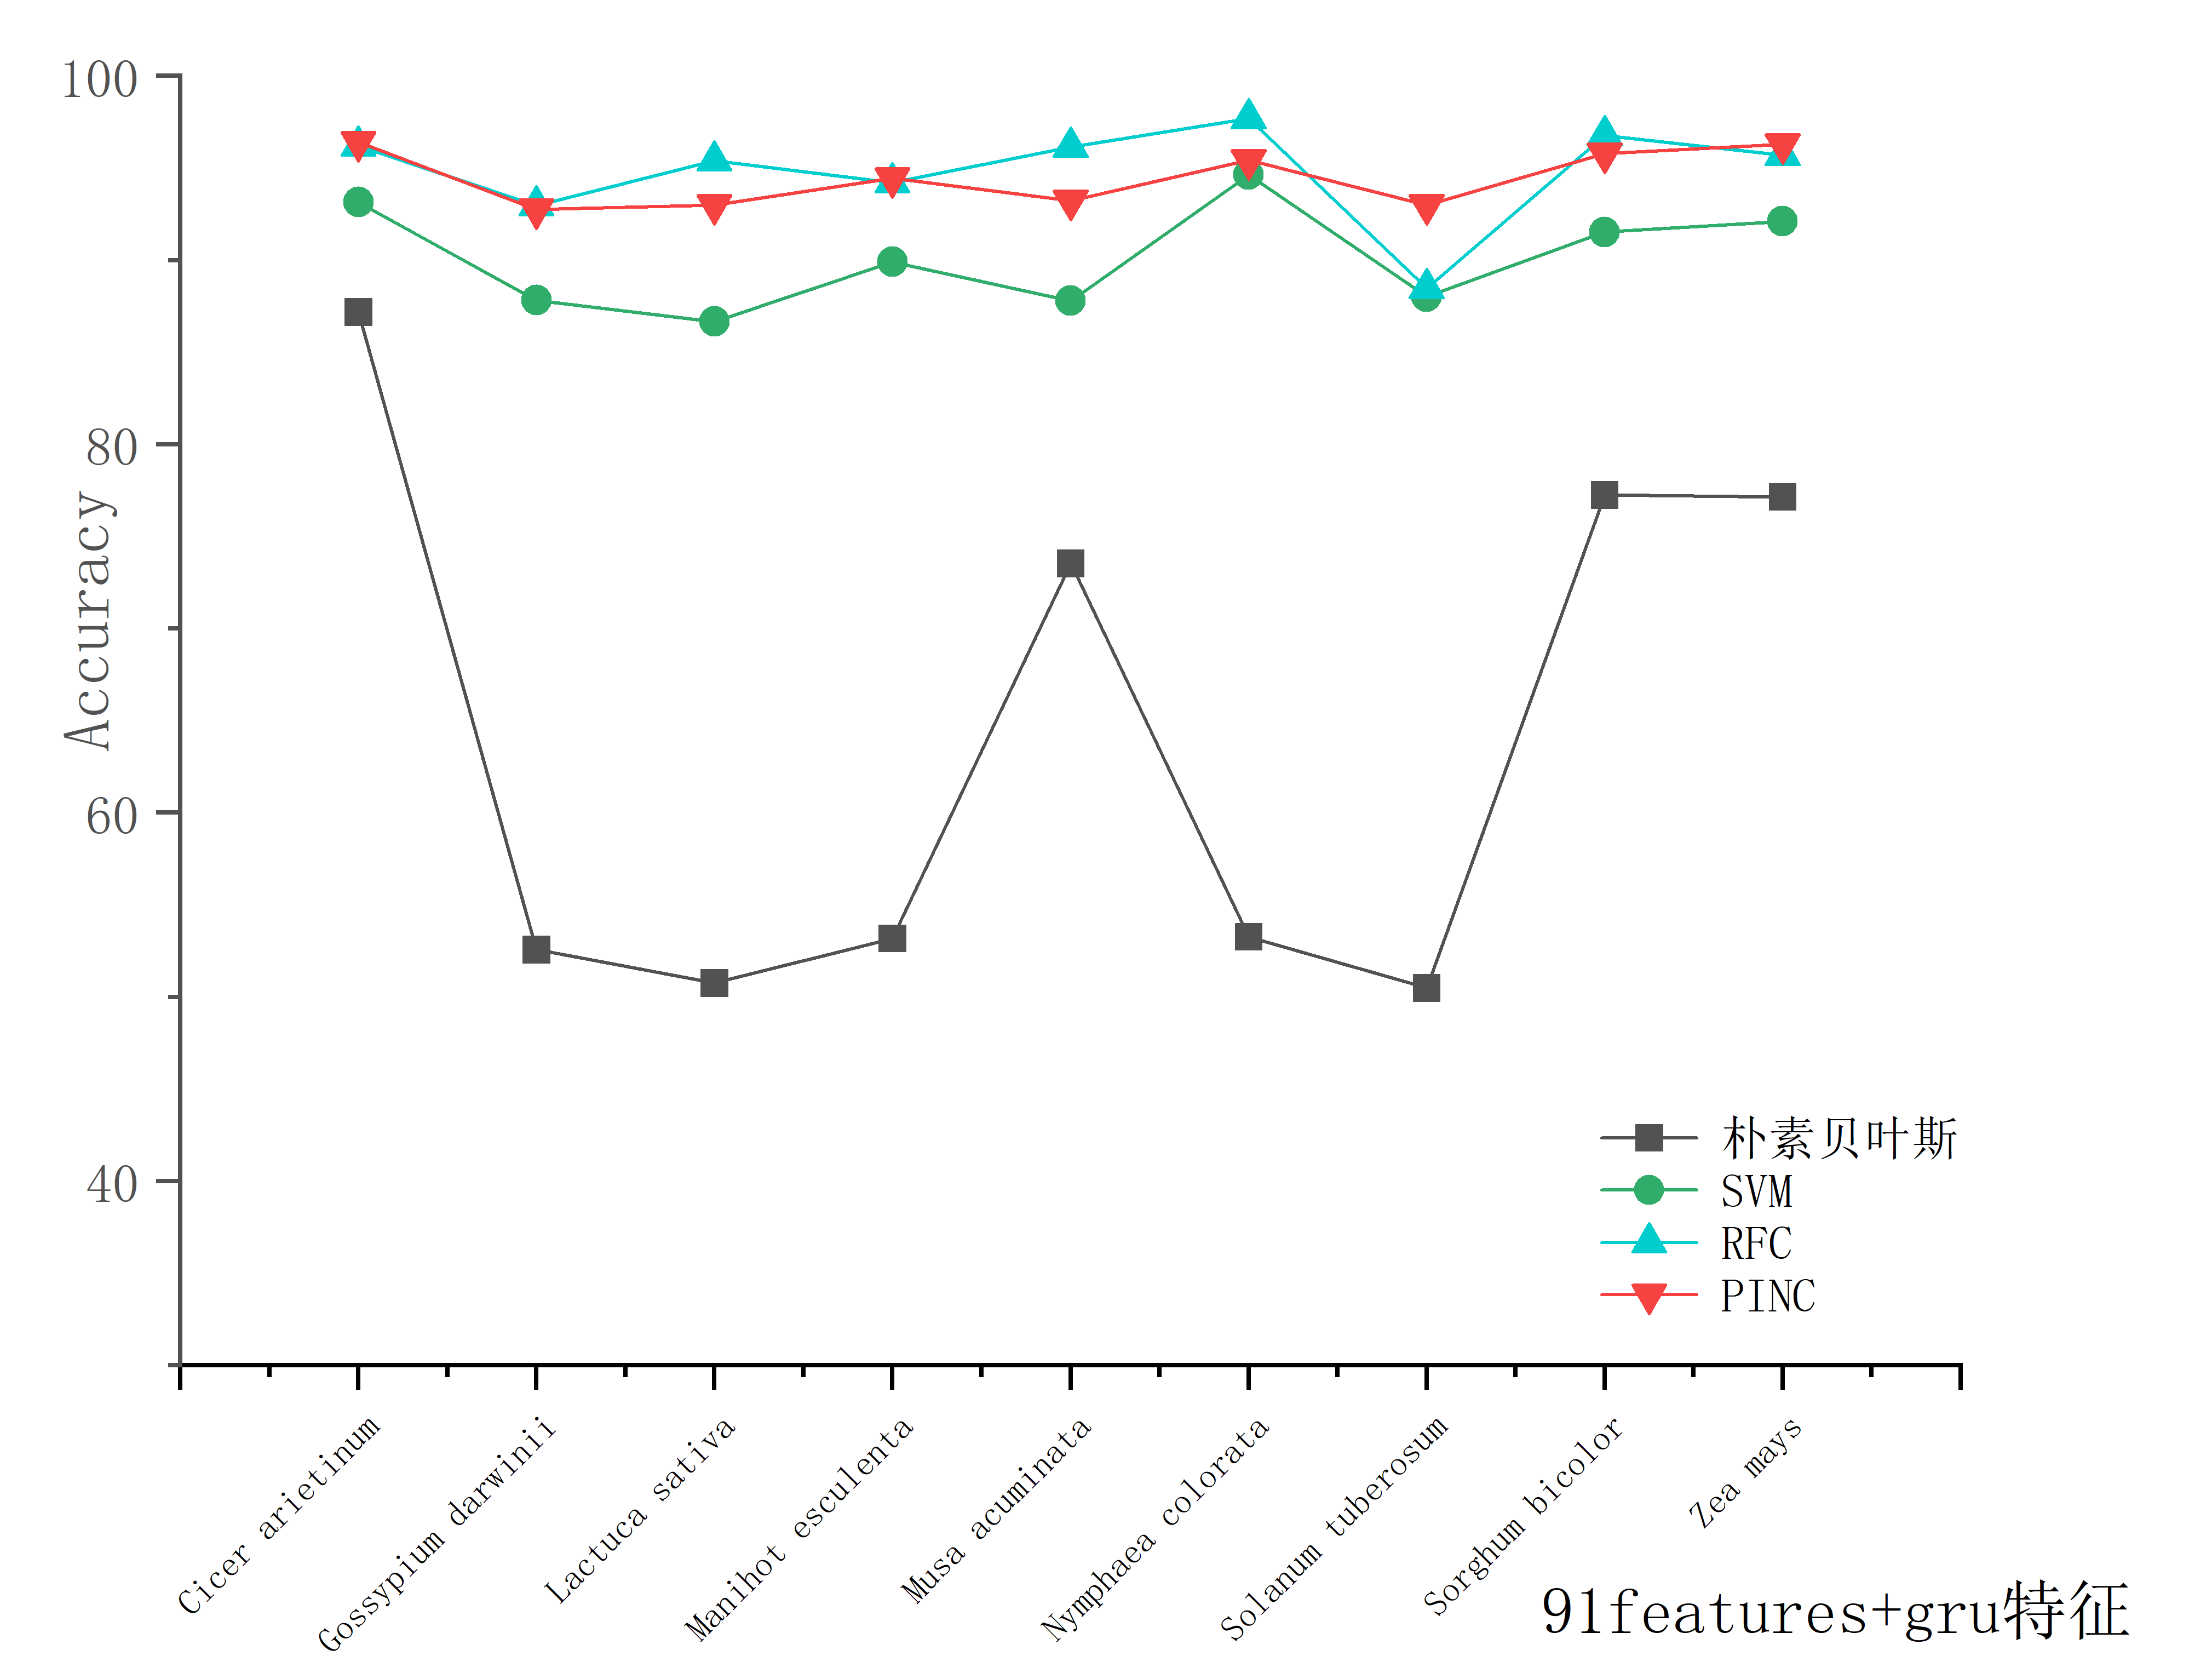 100
80
60
40
Accuracy
朴素贝叶斯
SVM
RFC
PINC
Cicer arietinum
Gossypium darwinii
Lactuca sativa
Manihot esculenta
Musa acuminata
Nymphaea colorata
Solanum tuberosum
Sorghum bicolor
Zea mays
91features+gru特征